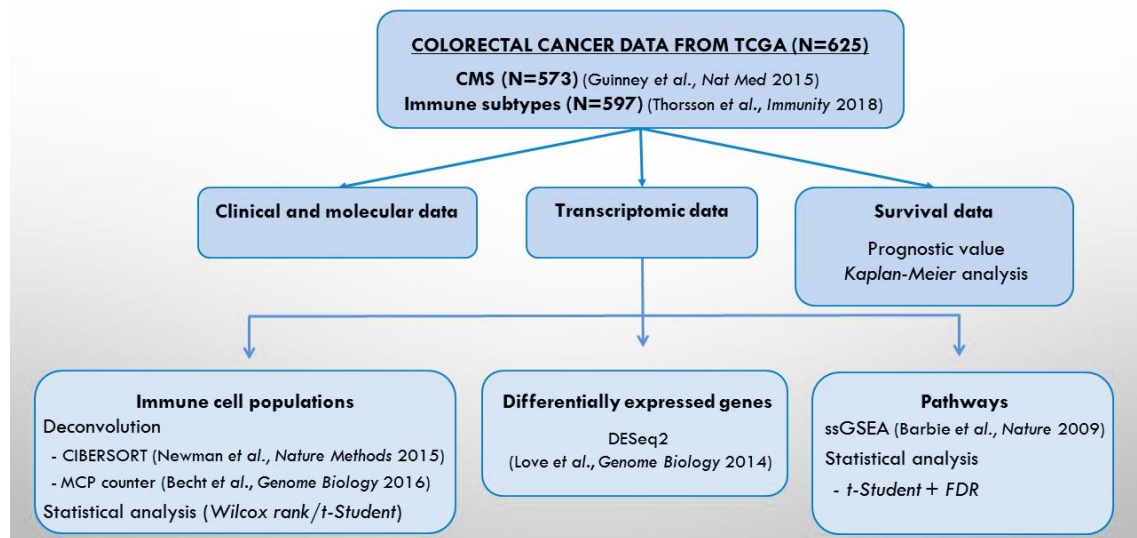 COLORECTAL CANCER DATA FROM TCGA (N=625)
CMS (N=573) (Guinney et al., Nat Med 2015)
Immune subtypes (N=597) (Thorsson et al., Immunity 2018)
Clinical and molecular data
Transcriptomic data
Survival data
Prognostic value
Kaplan-Meier analysis
Immune cell populations
Deconvolution
- CIBERSORT (Newman et al., Nature Methods 2015)
- MCP counter (Becht et al., Genome Biology 2016)
Statistical analysis (Wilcox rank/t-Student)
Differentially expressed genes
DESeq2
(Love et al., Genome Biology 2014)
Pathways
ssGSEA (Barbie et al., Nature 2009)
Statistical analysis
- t-Student + FDR